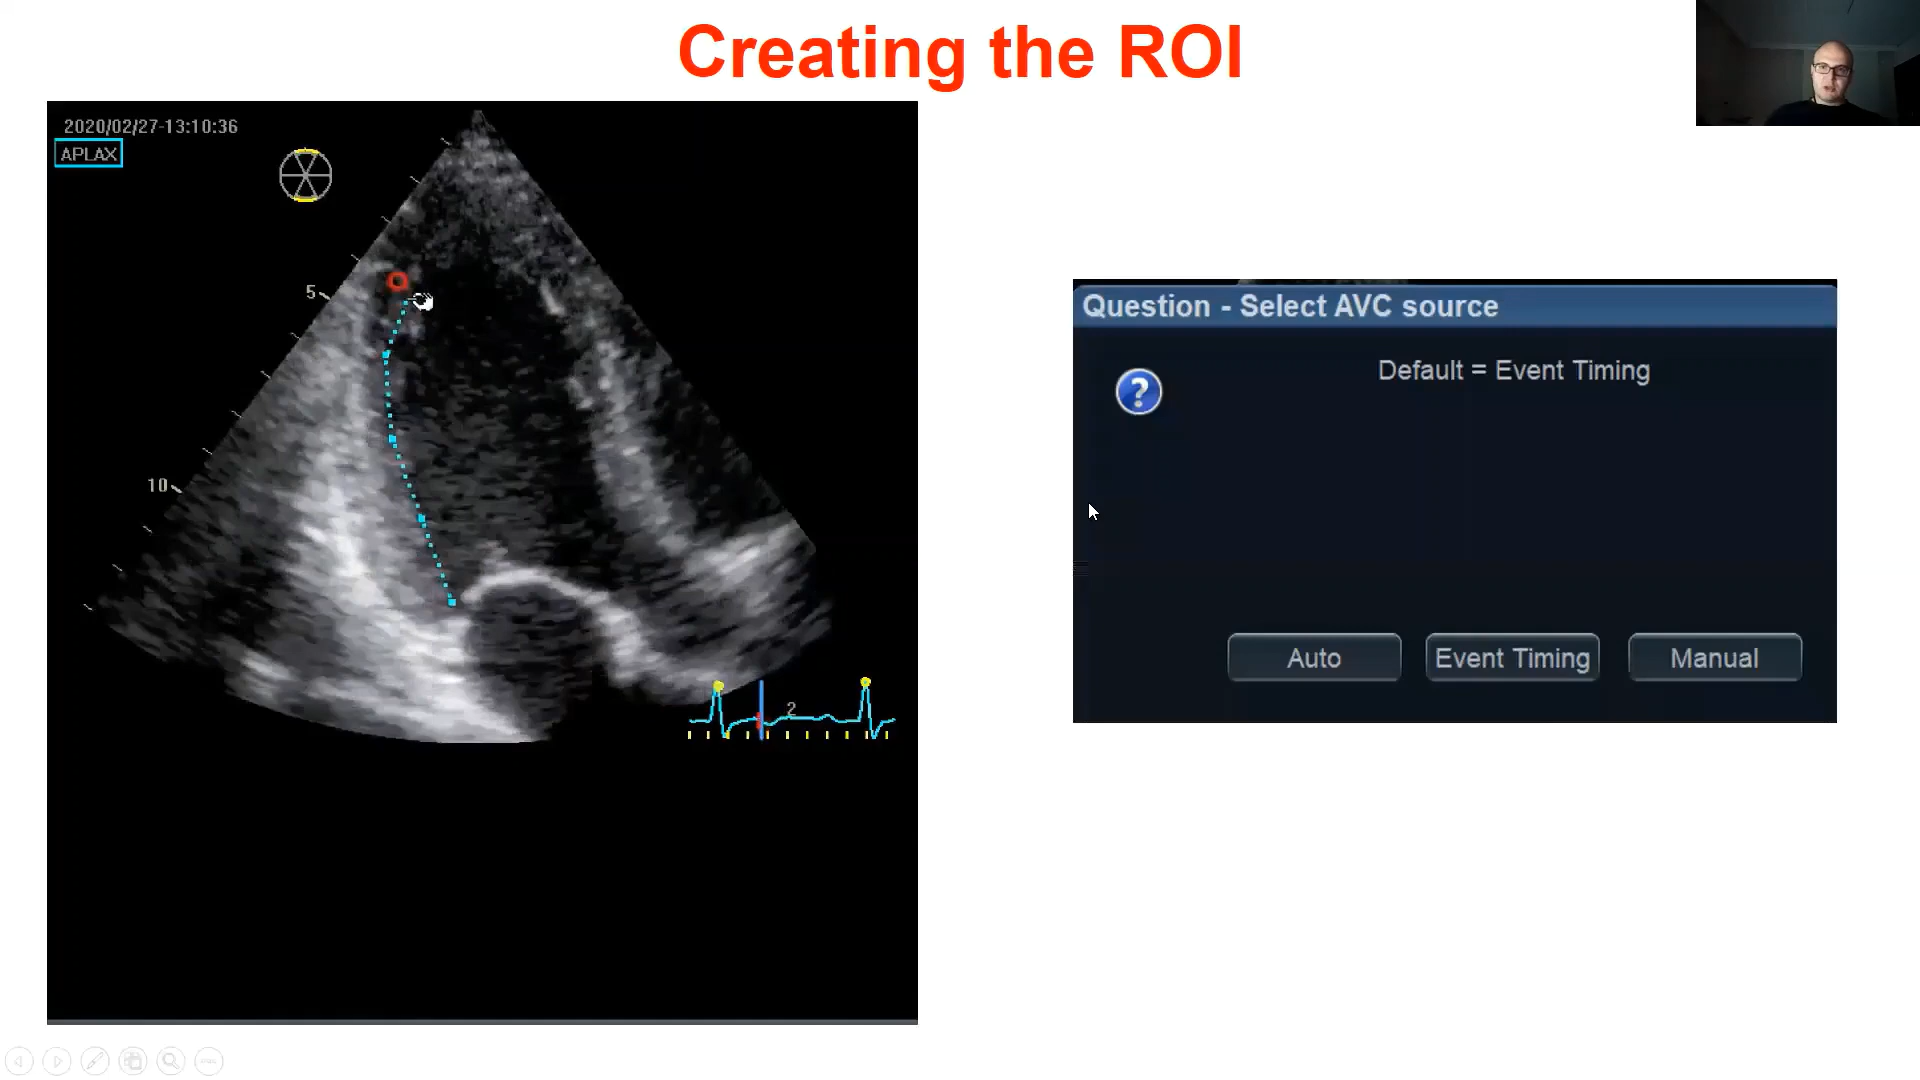 Creating the ROI
2020/02/27-13:10:36
APLAX
5
10
2
Question - Select AVC source
Default = Event Timing
Auto
Event Timing
Manual